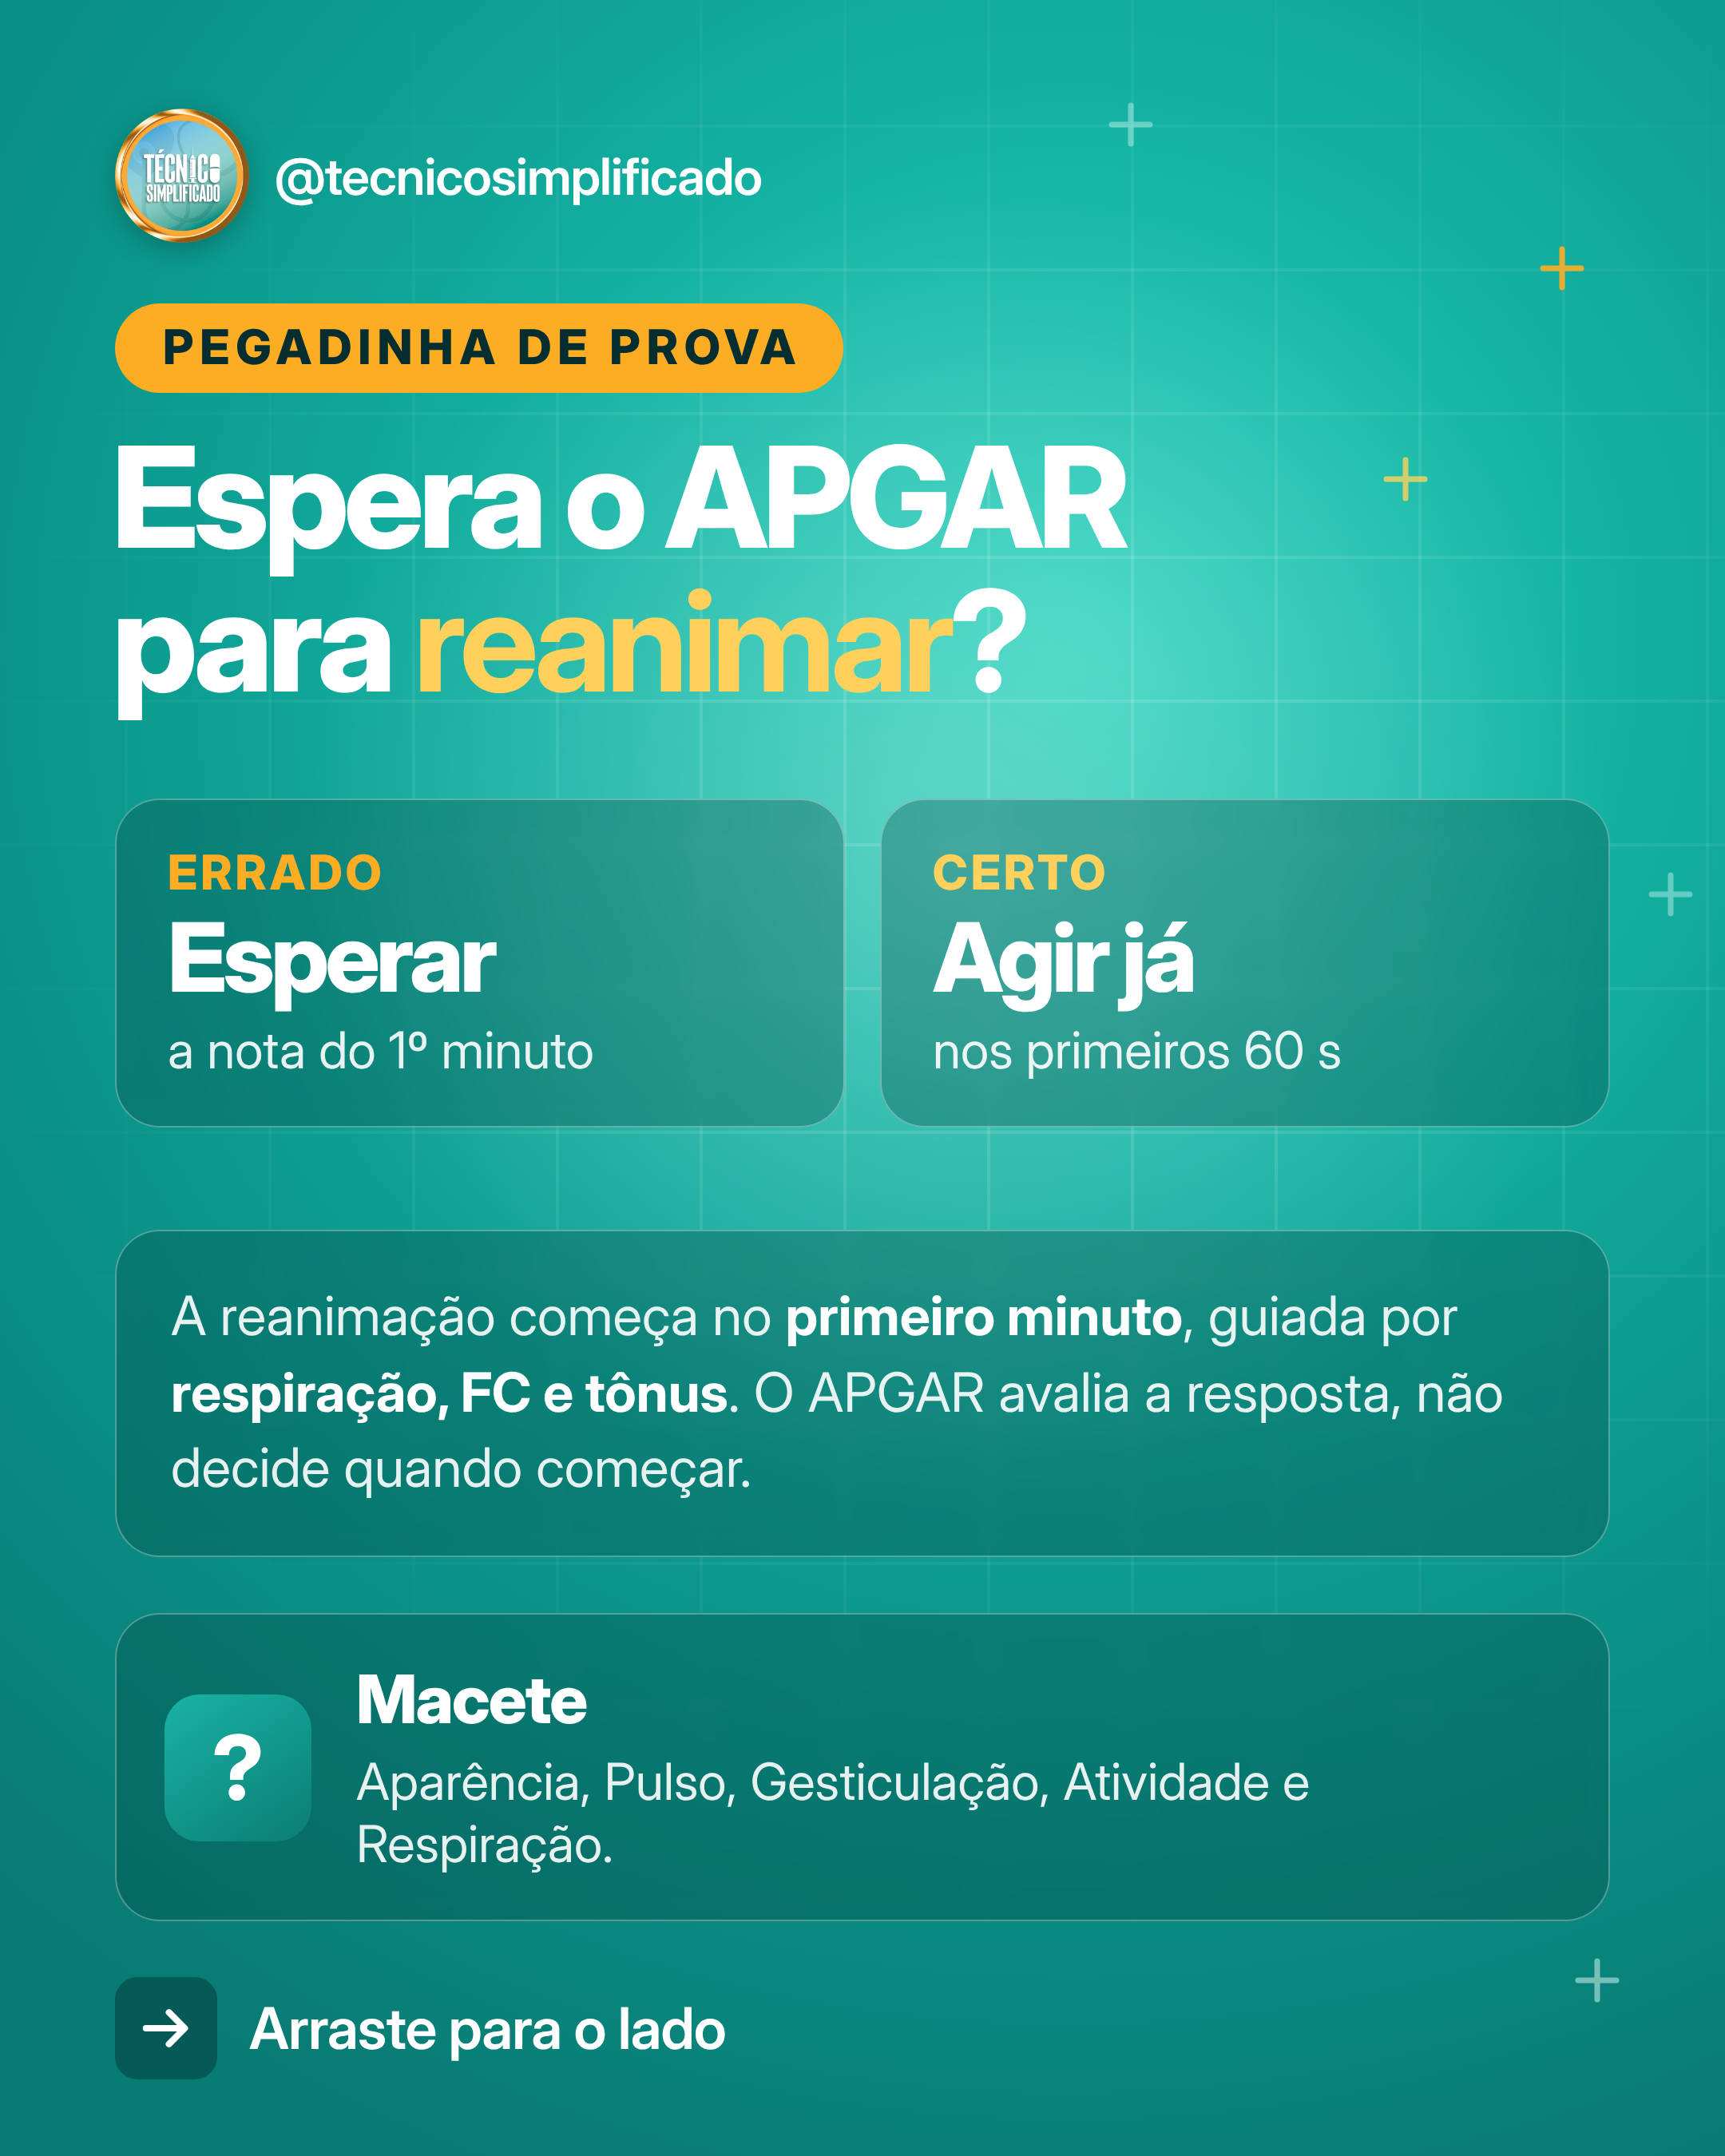 TÉCNICO
SIMPLIFICADO
@tecnicosimplificado
PEGADINHA DE PROVA
Espera o APGAR
para reanimar?
ERRADO
Esperar
a nota do 1º minuto
CERTO
Agir já
nos primeiros 60 s
A reanimação começa no primeiro minuto, guiada por
respiração, FC e tônus. O APGAR avalia a resposta, não
decide quando começar.
?
Macete
Aparência, Pulso, Gesticulação, Atividade e
Respiração.
Arraste para o lado